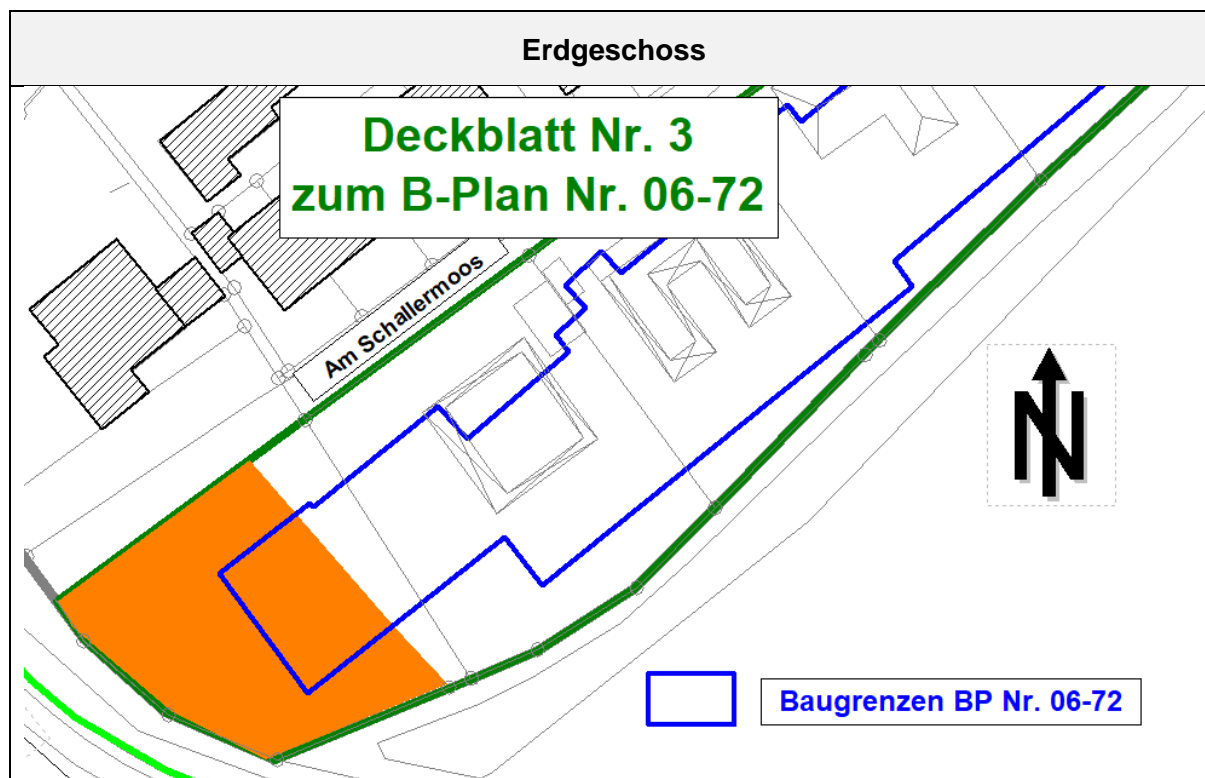 Erdgeschoss
Deckblatt Nr. 3
zum B-Plan Nr. 06-72
Am Schallermoos
N
Baugrenzen BP Nr. 06-72